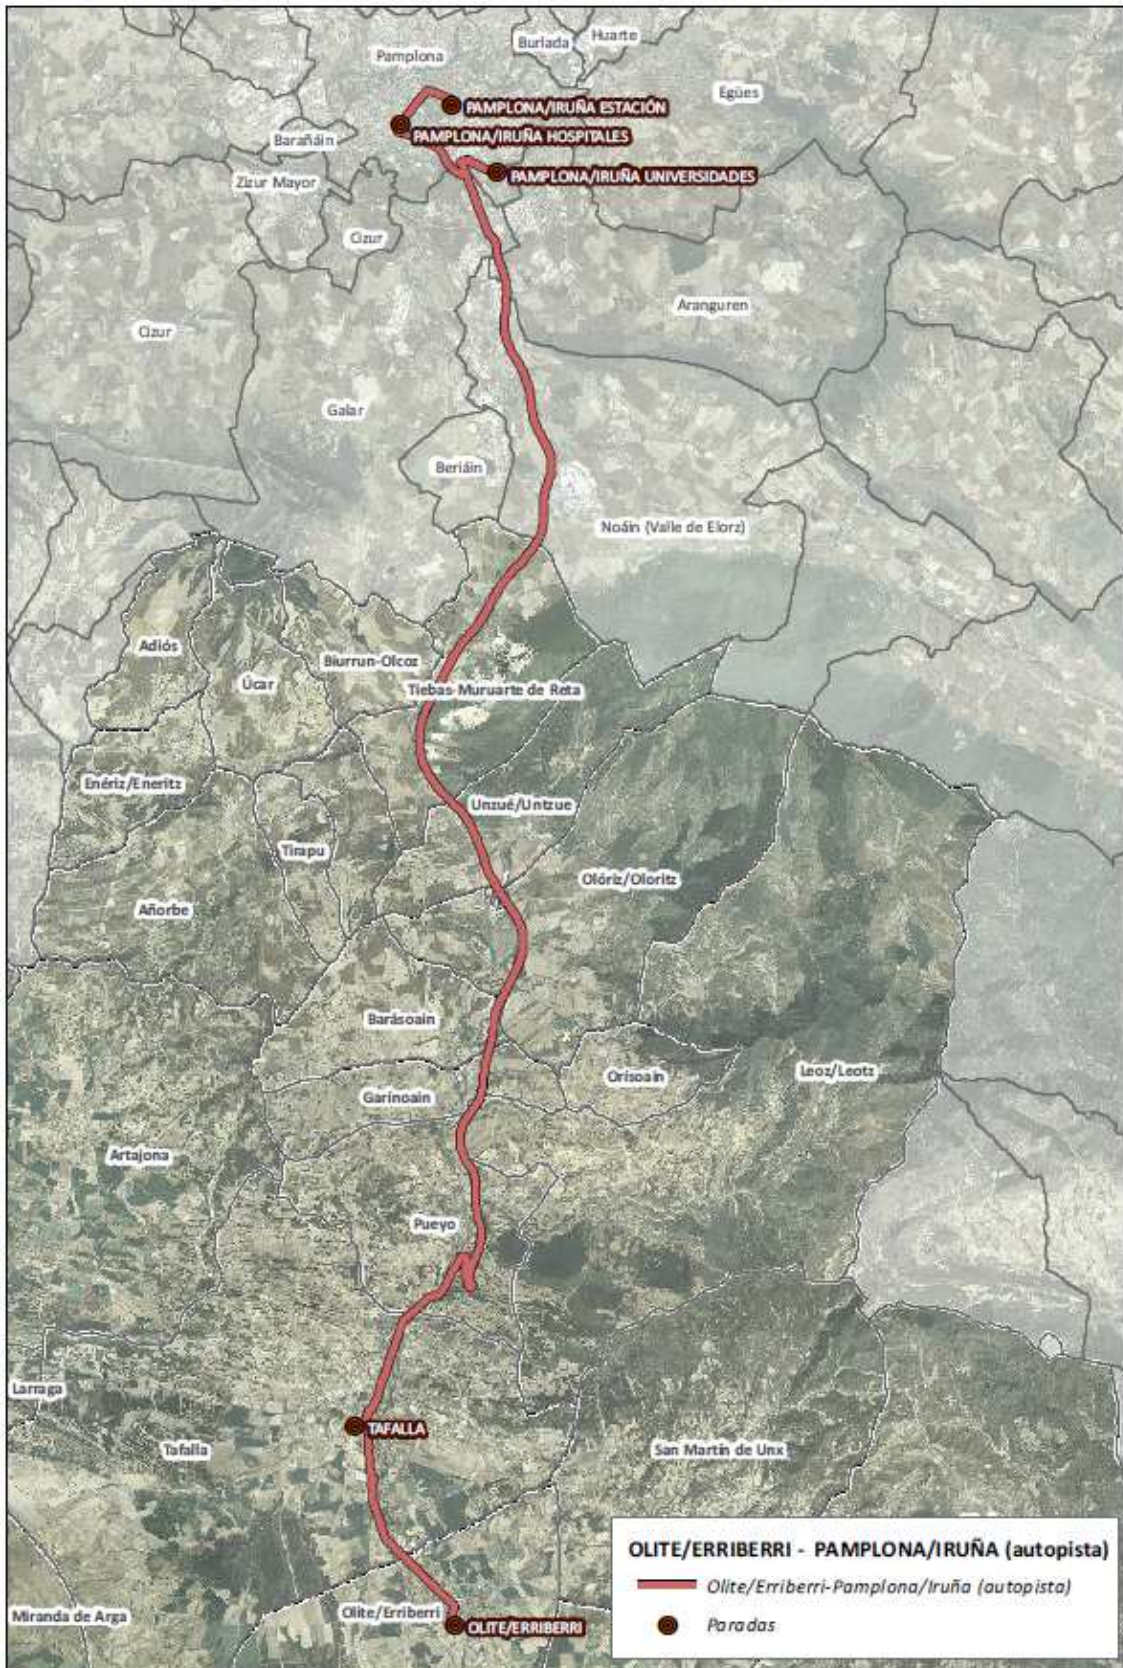 Huarte
Burlada
Pamplona
Egües
PAMPLONA/IRUÑA ESTACIÓN
PAMPLONA/IRUÑA HOSPITALES
Barañáin
PAMPLONA/IRUÑA UNIVERSIDADES
Zizur Mayor
Cizur
Aranguren
Cizur
Galar
Beriáin
Noáin (Valle de Elorz)
Adiós
Biurrun-Olcoz
Úcar
Tiebas-Muruarte de Reta
Enériz/Eneritz
Unzué/Untzue
Tirapu
Olóriz/Oloritz
Añorbe
Barásoain
Leoz/Leotz
Orísoain
Garínoain
Artajona
Pueyo
Larraga
TAFALLA
Tafalla
San Martín de Unx
OLITE/ERRIBERRI - PAMPLONA/IRUÑA (autopista)
Olite/Erriberri-Pamplona/Iruña (autopista)
Paradas
Miranda de Arga
Olite/Erriberri
OLITE/ERRIBERRI